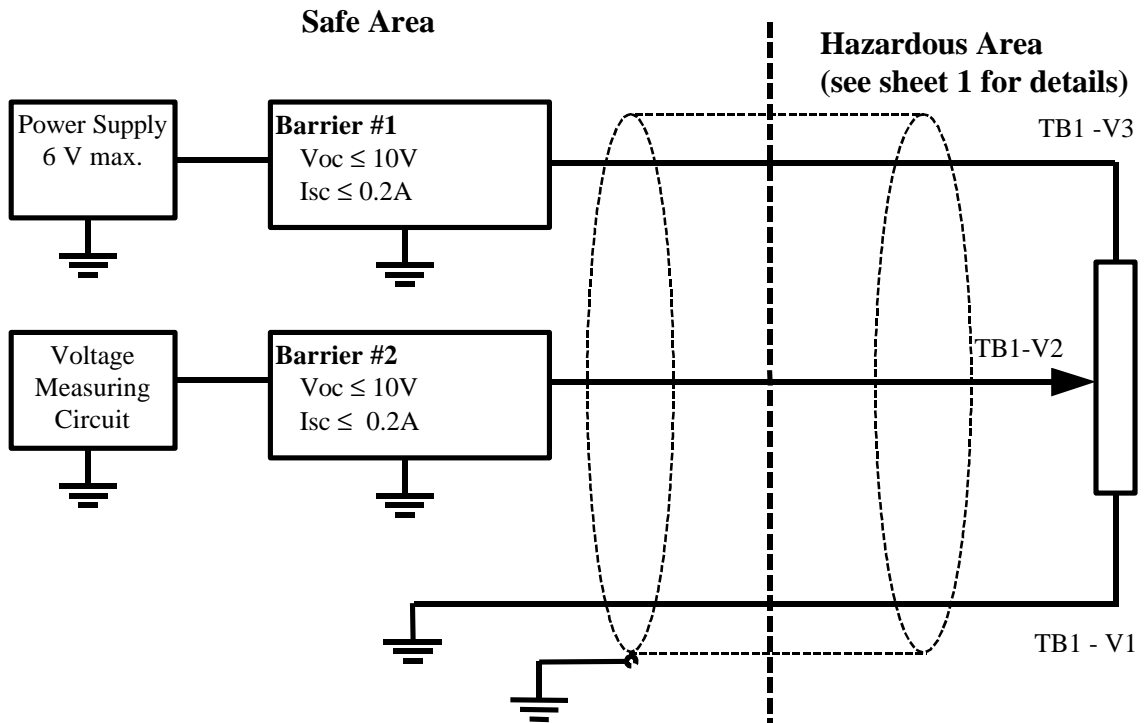 Safe Area
Hazardous Area
(see sheet 1 for details)
Power Supply
6 V max.
Barrier #1
Voc ≤ 10V
Isc ≤ 0.2A
TB1 -V3
Voltage
Measuring
Circuit
Barrier #2
Voc ≤ 10V
Isc ≤ 0.2A
TB1-V2
TB1 - V1